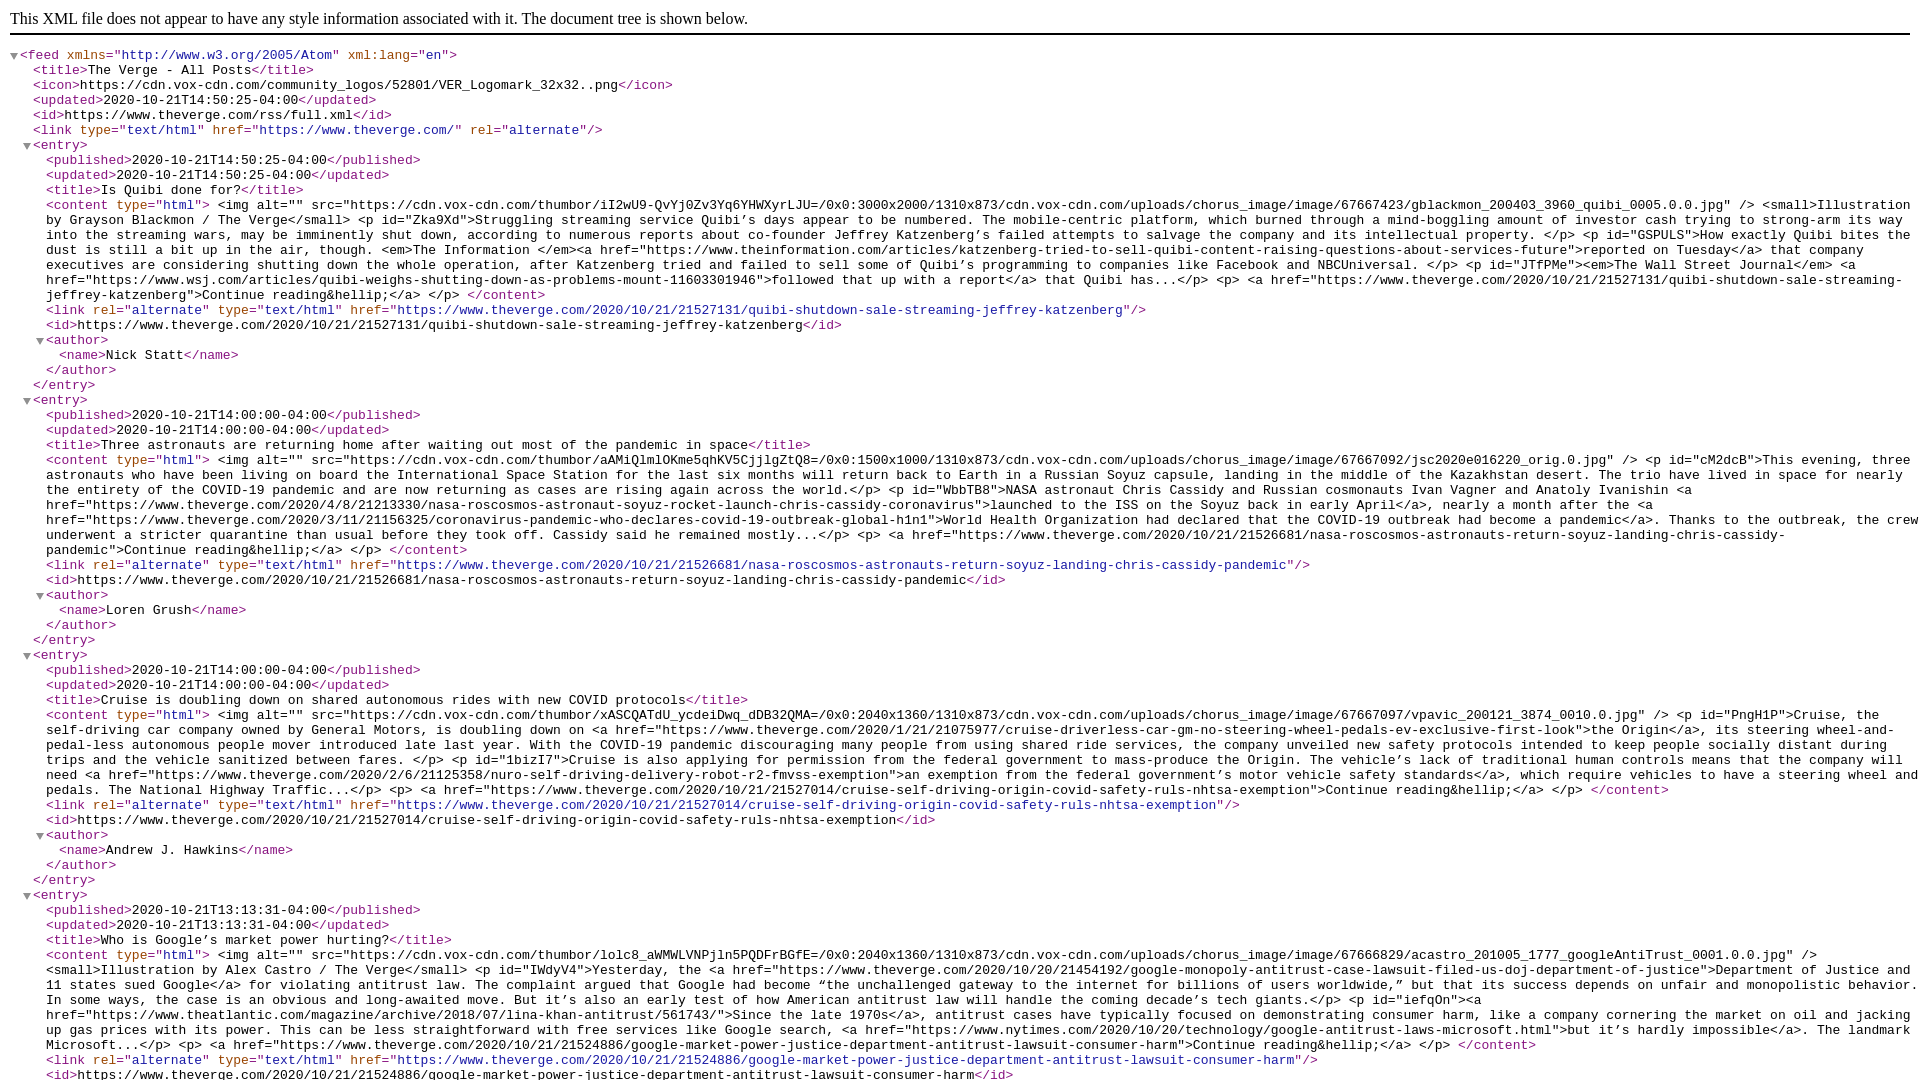 This XML file does not appear to have any style information associated with it. The document tree is shown below.
<feed xmlns="http://www.w3.org/2005/Atom" xml:lang="en">
<title>The Verge - All Posts</title>
<icon>https://cdn.vox-cdn.com/community_logos/52801/VER_Logomark_32x32..png</icon>
<updated>2020-10-21T14:50:25-04:00</updated>
<id>https://www.theverge.com/rss/full.xml</id>
<link type="text/html" href="https://www.theverge.com/" rel="alternate"/>
<entry>
<published>2020-10-21T14:50:25-04:00</published>
<updated>2020-10-21T14:50:25-04:00</updated>
<title>Is Quibi done for?</title>
<content type="html"> <img alt="" src="https://cdn.vox-cdn.com/thumbor/iI2wU9-QvYj0Zv3Yq6YHWXyrLJU=/0x0:3000x2000/1310x873/cdn.vox-cdn.com/uploads/chorus_image/image/67667423/gblackmon_200403_3960_quibi_0005.0.0.jpg" /> <small>Illustration
by Grayson Blackmon / The Verge</small> <p id="Zka9Xd">Struggling streaming service Quibi’s days appear to be numbered. The mobile-centric platform, which burned through a mind-boggling amount of investor cash trying to strong-arm its way
into the streaming wars, may be imminently shut down, according to numerous reports about co-founder Jeffrey Katzenberg’s failed attempts to salvage the company and its intellectual property. </p> <p id="GSPULS">How exactly Quibi bites the
dust is still a bit up in the air, though. <em>The Information </em><a href="https://www.theinformation.com/articles/katzenberg-tried-to-sell-quibi-content-raising-questions-about-services-future">reported on Tuesday</a> that company
executives are considering shutting down the whole operation, after Katzenberg tried and failed to sell some of Quibi’s programming to companies like Facebook and NBCUniversal. </p> <p id="JTfPMe"><em>The Wall Street Journal</em> <a
href="https://www.wsj.com/articles/quibi-weighs-shutting-down-as-problems-mount-11603301946">followed that up with a report</a> that Quibi has...</p> <p> <a href="https://www.theverge.com/2020/10/21/21527131/quibi-shutdown-sale-streaming-
jeffrey-katzenberg">Continue reading&hellip;</a> </p> </content>
<link rel="alternate" type="text/html" href="https://www.theverge.com/2020/10/21/21527131/quibi-shutdown-sale-streaming-jeffrey-katzenberg"/>
<id>https://www.theverge.com/2020/10/21/21527131/quibi-shutdown-sale-streaming-jeffrey-katzenberg</id>
<author>
<name>Nick Statt</name>
</author>
</entry>
<entry>
<published>2020-10-21T14:00:00-04:00</published>
<updated>2020-10-21T14:00:00-04:00</updated>
<title>Three astronauts are returning home after waiting out most of the pandemic in space</title>
<content type="html"> <img alt="" src="https://cdn.vox-cdn.com/thumbor/aAMiQlmlOKme5qhKV5CjjlgZtQ8=/0x0:1500x1000/1310x873/cdn.vox-cdn.com/uploads/chorus_image/image/67667092/jsc2020e016220_orig.0.jpg" /> <p id="cM2dcB">This evening, three
astronauts who have been living on board the International Space Station for the last six months will return back to Earth in a Russian Soyuz capsule, landing in the middle of the Kazakhstan desert. The trio have lived in space for nearly
the entirety of the COVID-19 pandemic and are now returning as cases are rising again across the world.</p> <p id="WbbTB8">NASA astronaut Chris Cassidy and Russian cosmonauts Ivan Vagner and Anatoly Ivanishin <a
href="https://www.theverge.com/2020/4/8/21213330/nasa-roscosmos-astronaut-soyuz-rocket-launch-chris-cassidy-coronavirus">launched to the ISS on the Soyuz back in early April</a>, nearly a month after the <a
href="https://www.theverge.com/2020/3/11/21156325/coronavirus-pandemic-who-declares-covid-19-outbreak-global-h1n1">World Health Organization had declared that the COVID-19 outbreak had become a pandemic</a>. Thanks to the outbreak, the crew
underwent a stricter quarantine than usual before they took off. Cassidy said he remained mostly...</p> <p> <a href="https://www.theverge.com/2020/10/21/21526681/nasa-roscosmos-astronauts-return-soyuz-landing-chris-cassidy-
pandemic">Continue reading&hellip;</a> </p> </content>
<link rel="alternate" type="text/html" href="https://www.theverge.com/2020/10/21/21526681/nasa-roscosmos-astronauts-return-soyuz-landing-chris-cassidy-pandemic"/>
<id>https://www.theverge.com/2020/10/21/21526681/nasa-roscosmos-astronauts-return-soyuz-landing-chris-cassidy-pandemic</id>
<author>
<name>Loren Grush</name>
</author>
</entry>
<entry>
<published>2020-10-21T14:00:00-04:00</published>
<updated>2020-10-21T14:00:00-04:00</updated>
<title>Cruise is doubling down on shared autonomous rides with new COVID protocols</title>
<content type="html"> <img alt="" src="https://cdn.vox-cdn.com/thumbor/xASCQATdU_ycdeiDwq_dDB32QMA=/0x0:2040x1360/1310x873/cdn.vox-cdn.com/uploads/chorus_image/image/67667097/vpavic_200121_3874_0010.0.jpg" /> <p id="PngH1P">Cruise, the
self-driving car company owned by General Motors, is doubling down on <a href="https://www.theverge.com/2020/1/21/21075977/cruise-driverless-car-gm-no-steering-wheel-pedals-ev-exclusive-first-look">the Origin</a>, its steering wheel-and-
pedal-less autonomous people mover introduced late last year. With the COVID-19 pandemic discouraging many people from using shared ride services, the company unveiled new safety protocols intended to keep people socially distant during
trips and the vehicle sanitized between fares. </p> <p id="1bizI7">Cruise is also applying for permission from the federal government to mass-produce the Origin. The vehicle’s lack of traditional human controls means that the company will
need <a href="https://www.theverge.com/2020/2/6/21125358/nuro-self-driving-delivery-robot-r2-fmvss-exemption">an exemption from the federal government’s motor vehicle safety standards</a>, which require vehicles to have a steering wheel and
pedals. The National Highway Traffic...</p> <p> <a href="https://www.theverge.com/2020/10/21/21527014/cruise-self-driving-origin-covid-safety-ruls-nhtsa-exemption">Continue reading&hellip;</a> </p> </content>
<link rel="alternate" type="text/html" href="https://www.theverge.com/2020/10/21/21527014/cruise-self-driving-origin-covid-safety-ruls-nhtsa-exemption"/>
<id>https://www.theverge.com/2020/10/21/21527014/cruise-self-driving-origin-covid-safety-ruls-nhtsa-exemption</id>
<author>
<name>Andrew J. Hawkins</name>
</author>
</entry>
<entry>
<published>2020-10-21T13:13:31-04:00</published>
<updated>2020-10-21T13:13:31-04:00</updated>
<title>Who is Google’s market power hurting?</title>
<content type="html"> <img alt="" src="https://cdn.vox-cdn.com/thumbor/lolc8_aWMWLVNPjln5PQDFrBGfE=/0x0:2040x1360/1310x873/cdn.vox-cdn.com/uploads/chorus_image/image/67666829/acastro_201005_1777_googleAntiTrust_0001.0.0.jpg" />
<small>Illustration by Alex Castro / The Verge</small> <p id="IWdyV4">Yesterday, the <a href="https://www.theverge.com/2020/10/20/21454192/google-monopoly-antitrust-case-lawsuit-filed-us-doj-department-of-justice">Department of Justice and
11 states sued Google</a> for violating antitrust law. The complaint argued that Google had become “the unchallenged gateway to the internet for billions of users worldwide,” but that its success depends on unfair and monopolistic behavior.
In some ways, the case is an obvious and long-awaited move. But it’s also an early test of how American antitrust law will handle the coming decade’s tech giants.</p> <p id="iefqOn"><a
href="https://www.theatlantic.com/magazine/archive/2018/07/lina-khan-antitrust/561743/">Since the late 1970s</a>, antitrust cases have typically focused on demonstrating consumer harm, like a company cornering the market on oil and jacking
up gas prices with its power. This can be less straightforward with free services like Google search, <a href="https://www.nytimes.com/2020/10/20/technology/google-antitrust-laws-microsoft.html">but it’s hardly impossible</a>. The landmark
Microsoft...</p> <p> <a href="https://www.theverge.com/2020/10/21/21524886/google-market-power-justice-department-antitrust-lawsuit-consumer-harm">Continue reading&hellip;</a> </p> </content>
<link rel="alternate" type="text/html" href="https://www.theverge.com/2020/10/21/21524886/google-market-power-justice-department-antitrust-lawsuit-consumer-harm"/>
<id>https://www.theverge.com/2020/10/21/21524886/google-market-power-justice-department-antitrust-lawsuit-consumer-harm</id>